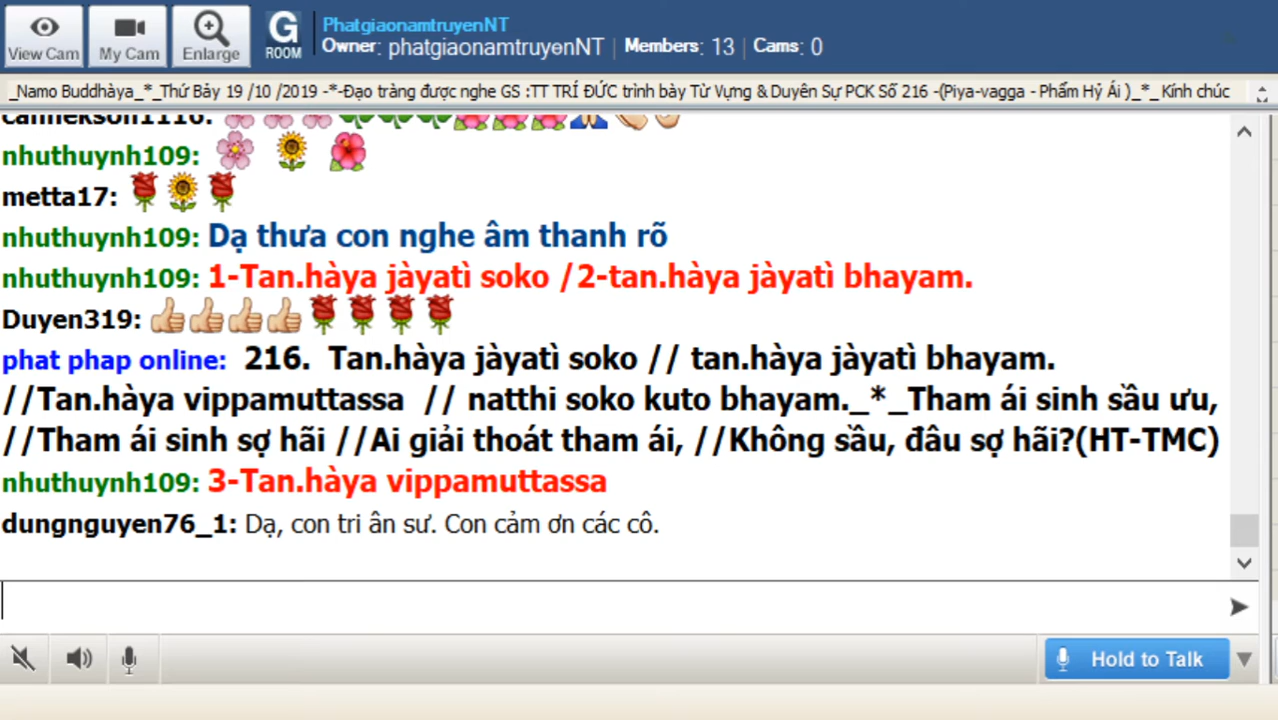 View Cam
My Cam
Enlarge
G
ROOM
PhatgiaonamtruyenNT
Owner: phatgiaonamtruyenNT | Members: 13 | Cams: 0
_Namo Buddhàya_*_Thứ Bảy 19 /10 /2019 -*-Đạo tràng được nghe GS :TT TRÍ ĐỨC trình bày Từ Vựng & Duyên Sự PCK Số 216 -(Piya-vagga - Phẩm Hỷ Ái )_*_Kính chúc
nhuthuynh109:
metta17:
nhuthuynh109: Dạ thưa con nghe âm thanh rõ
nhuthuynh109: 1-Tan.hàya jàyatì soko /2-tan.hàya jàyatì bhayam.
Duyen319:
phat phap online: 216. Tan.hàya jàyatì soko // tan.hàya jàyatì bhayam.
//Tan.hàya vippamuttassa // natthi soko kuto bhayam._*_Tham ái sinh sầu ưu,
//Tham ái sinh sợ hãi //Ai giải thoát tham ái, //Không sầu, đâu sợ hãi?(HT-TMC)
nhuthuynh109: 3-Tan.hàya vippamuttassa
dungnguyen76_1: Dạ, con tri ân sư. Con cảm ơn các cô.
Hold to Talk